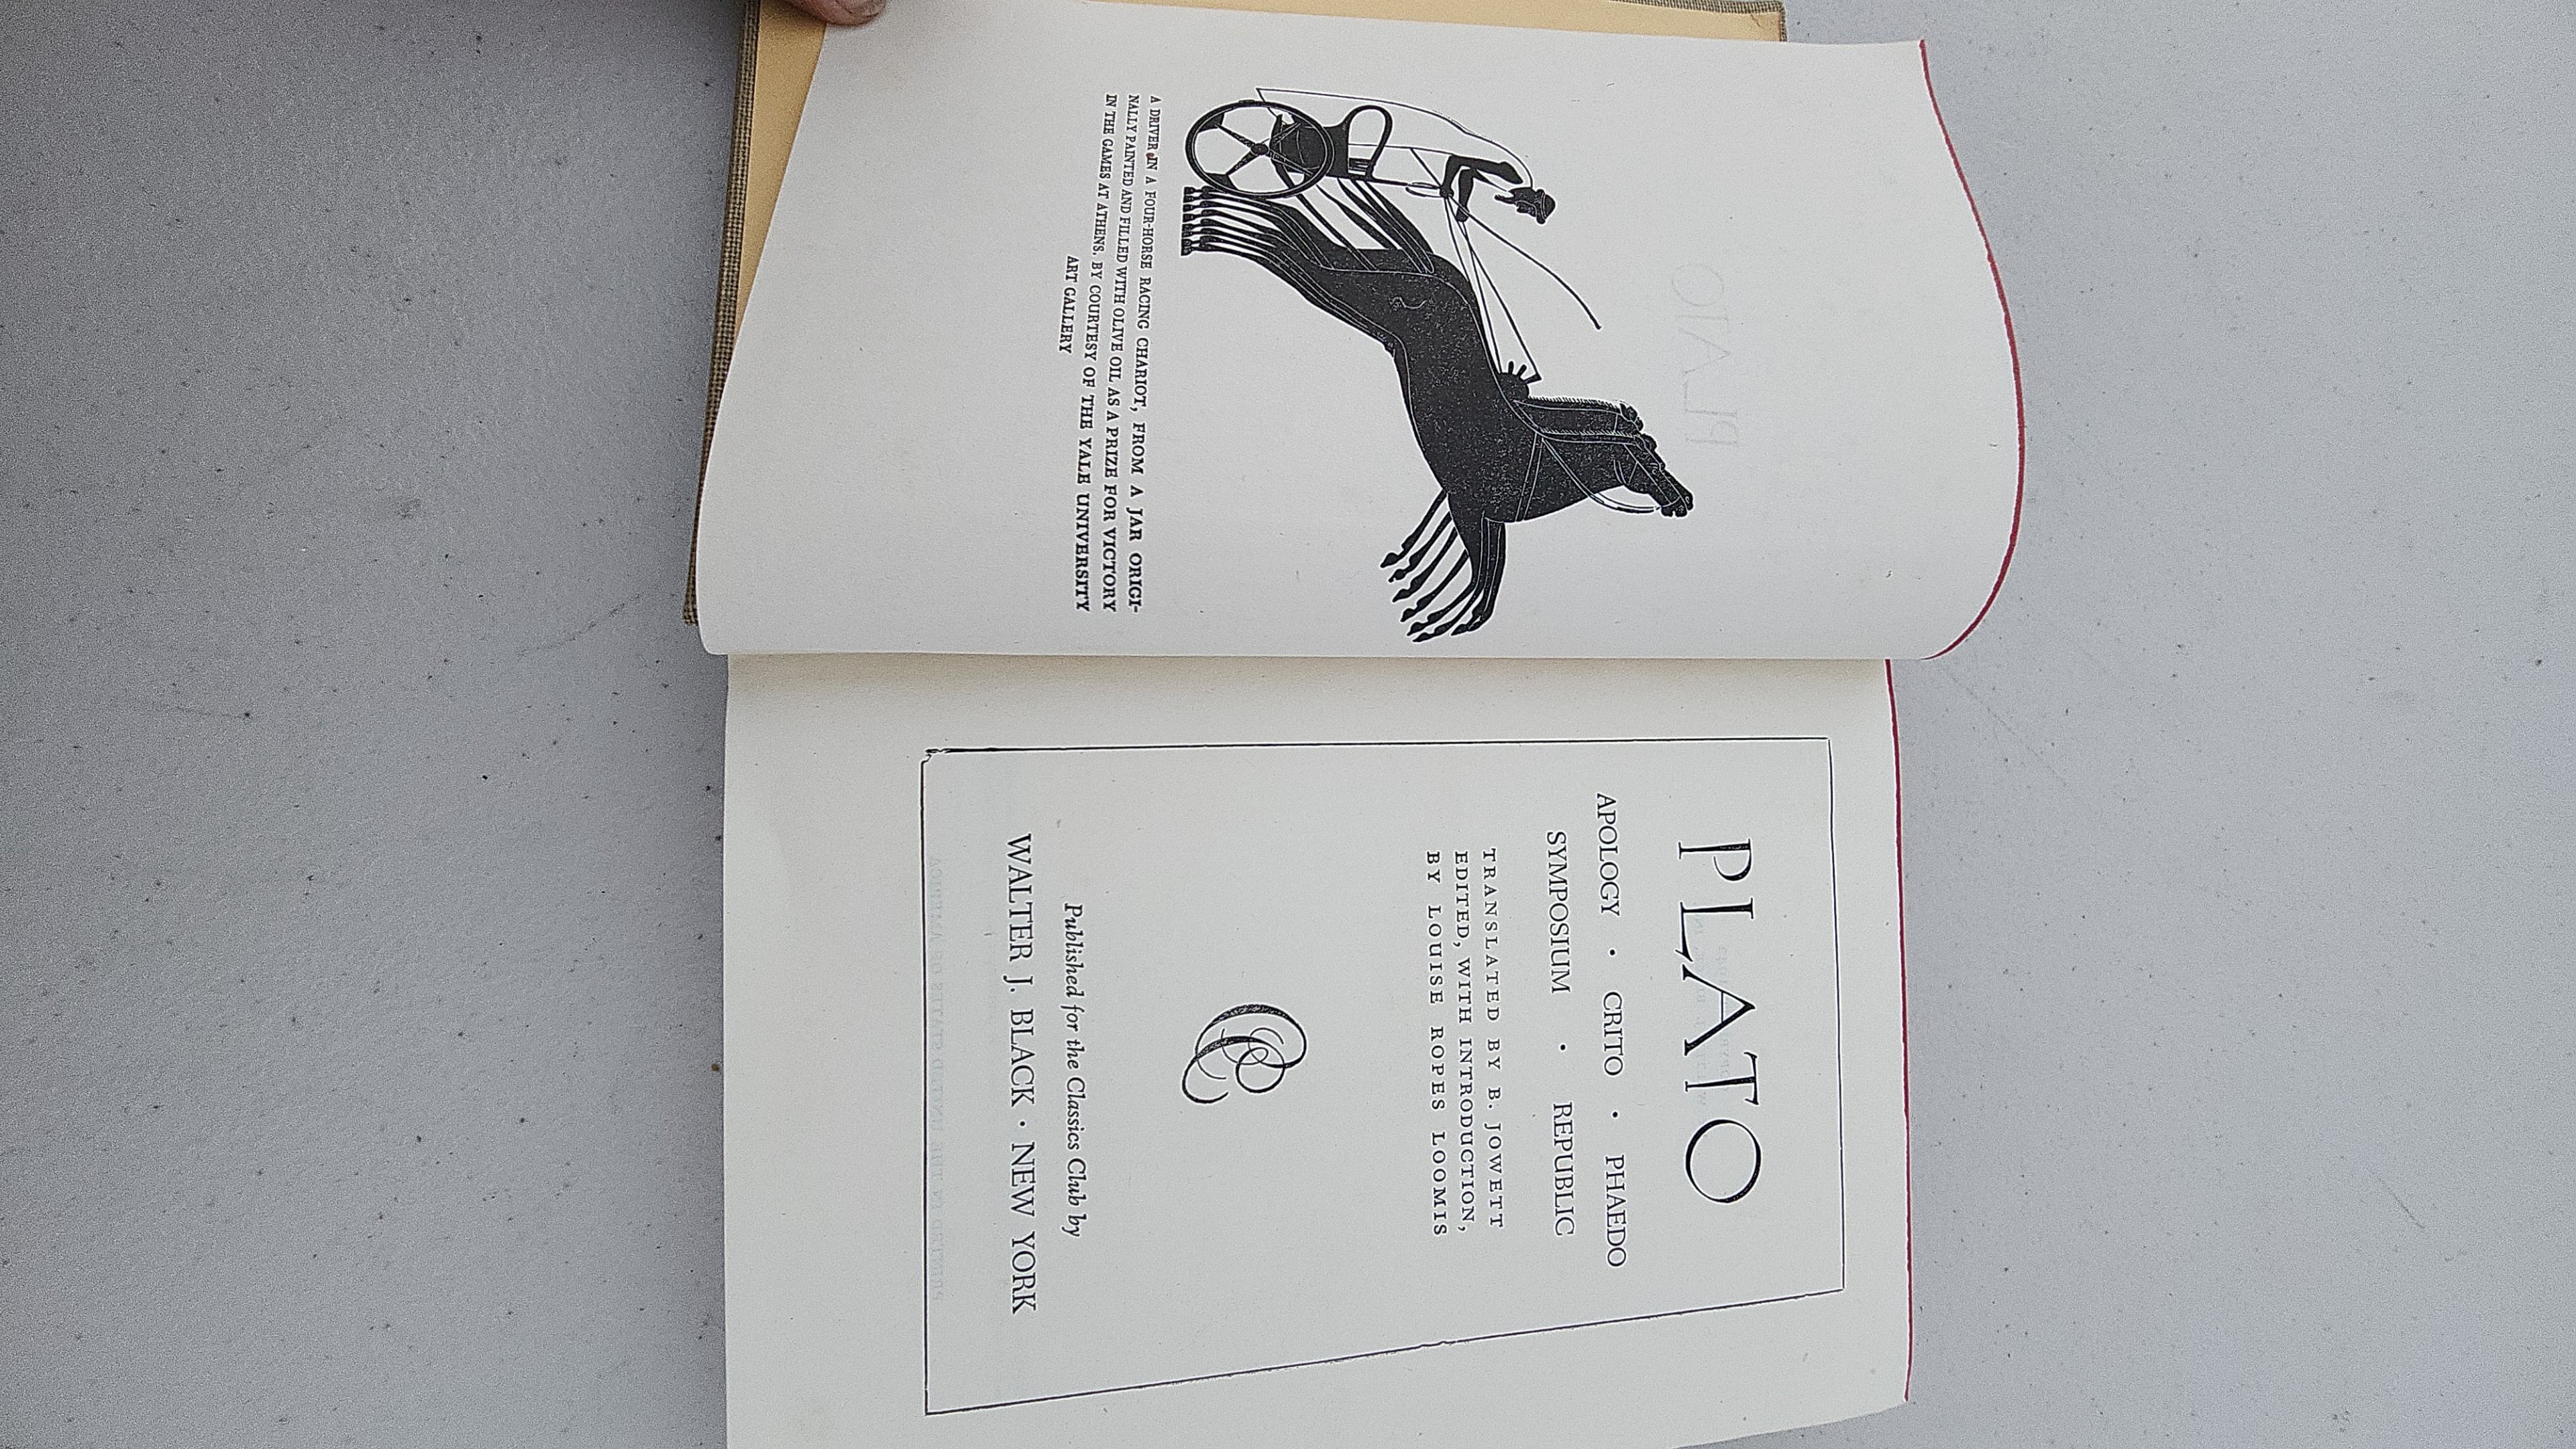 A DRIVER IN A FOUR-HORSE RACING CHARIOT, FROM A JAR ORIGI-
NALLY PAINTED AND FILLED WITH OLIVE OIL AS A PRIZE FOR VICTORY
IN THE GAMES AT ATHENS. BY COURTESY OF THE YALE UNIVERSITY
ART GALLERY
PLATO
APOLOGY · CRITO · PHAEDO
SYMPOSIUM · REPUBLIC
TRANSLATED BY B. JOWETT
EDITED, WITH INTRODUCTION,
BY LOUISE ROPES LOOMIS
Published for the Classics Club by
WALTER J. BLACK · NEW YORK